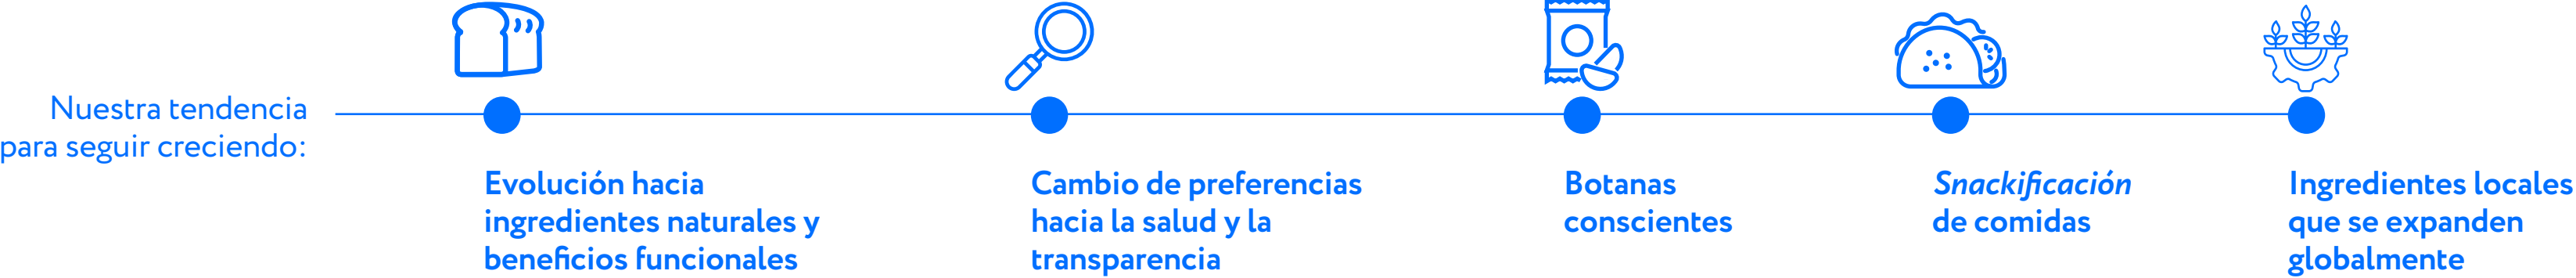 Nuestra tendencia
para seguir creciendo:
Evolución hacia
ingredientes naturales y
beneficios funcionales
Cambio de preferencias
hacia la salud y la
transparencia
Botanas
conscientes
Snackificación
de comidas
Ingredientes locales
que se expanden
globalmente